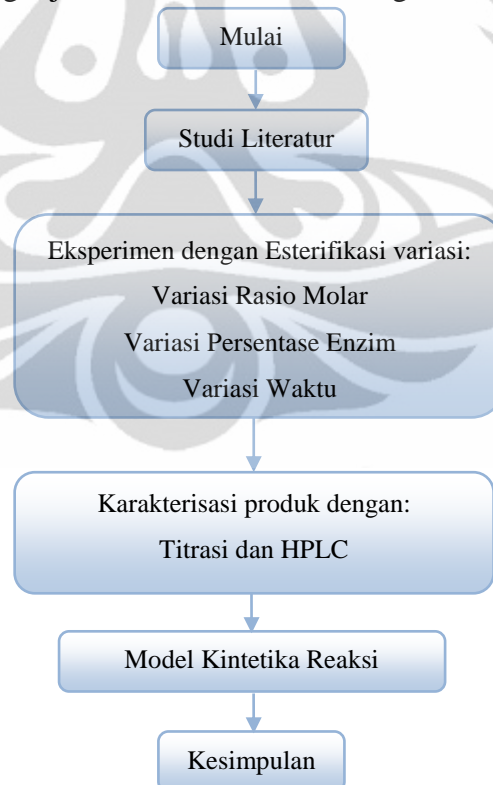 Mulai
Studi Literatur
Eksperimen dengan Esterifikasi variasi:
Variasi Rasio Molar
Variasi Persentase Enzim
Variasi Waktu
Karakterisasi produk dengan:
Titrasi dan HPLC
Model Kintetika Reaksi
Kesimpulan